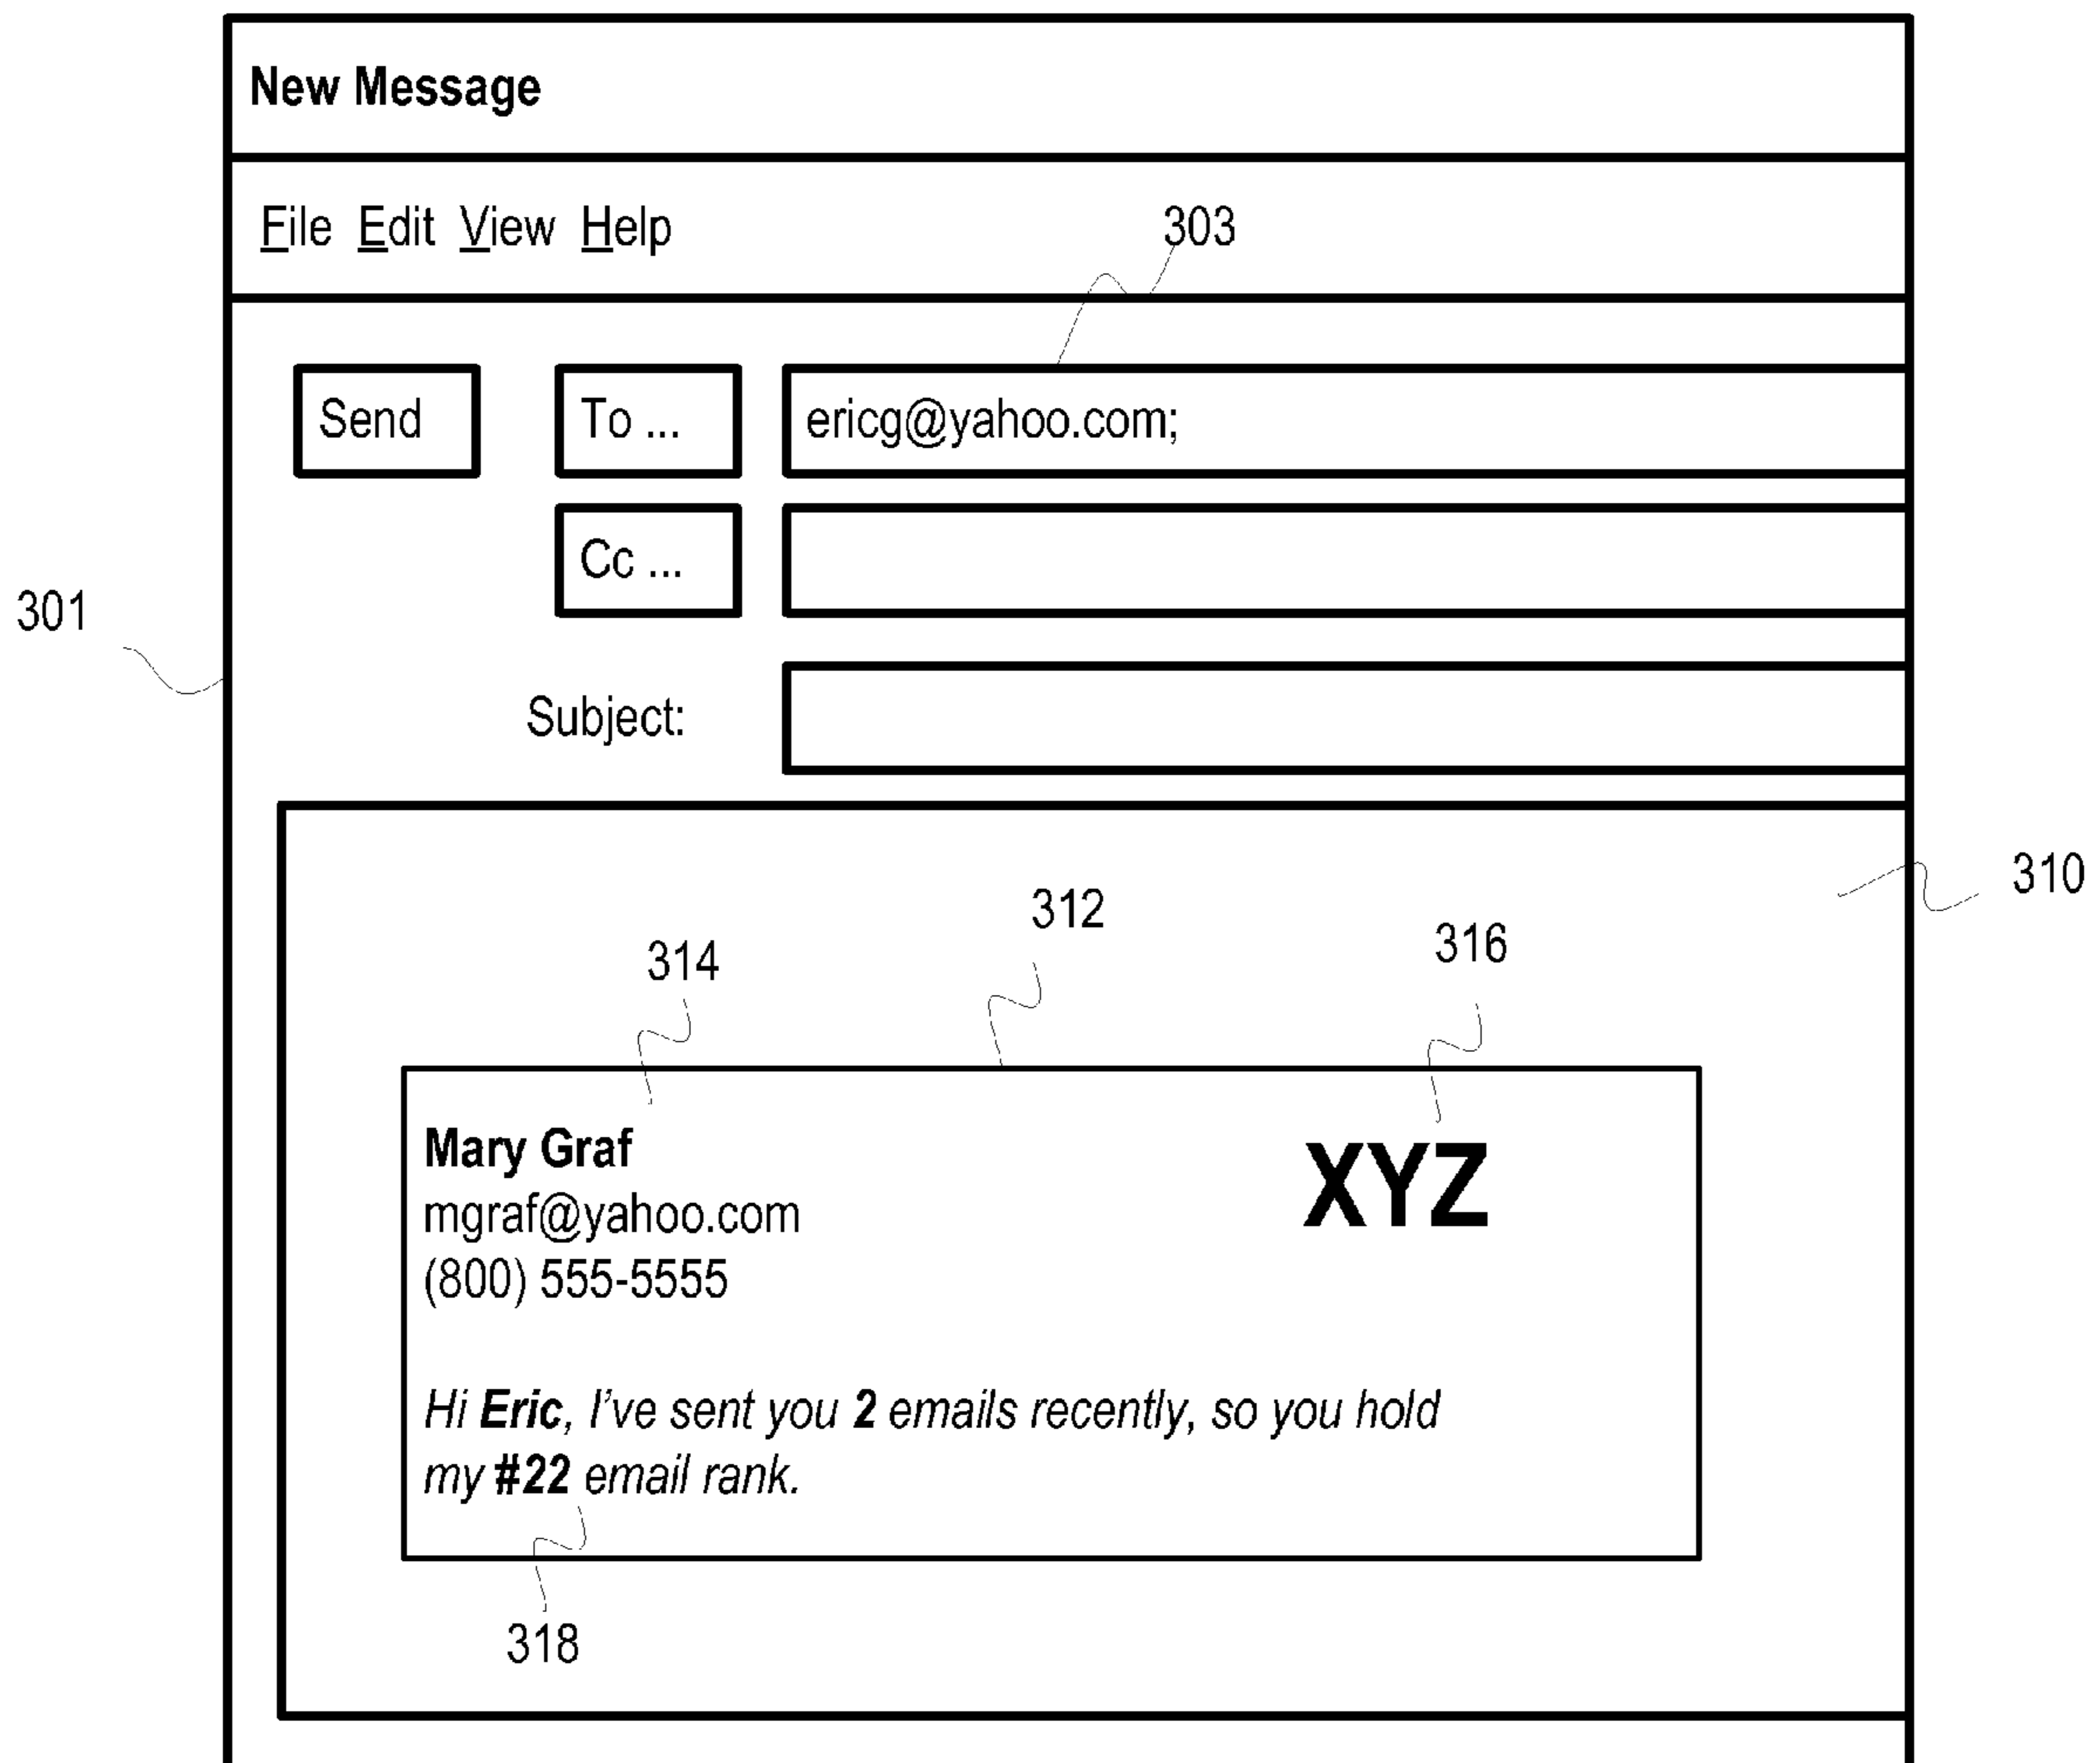 New Message
File Edit View Help
303
Send To ... ericg@yahoo.com;
Cc ...
301
Subject:
310
312
316
314
Mary Graf
XYZ
mgraf@yahoo.com
(800) 555-5555
Hi Eric, I've sent you 2 emails recently, so you hold
my #22 email rank.
318